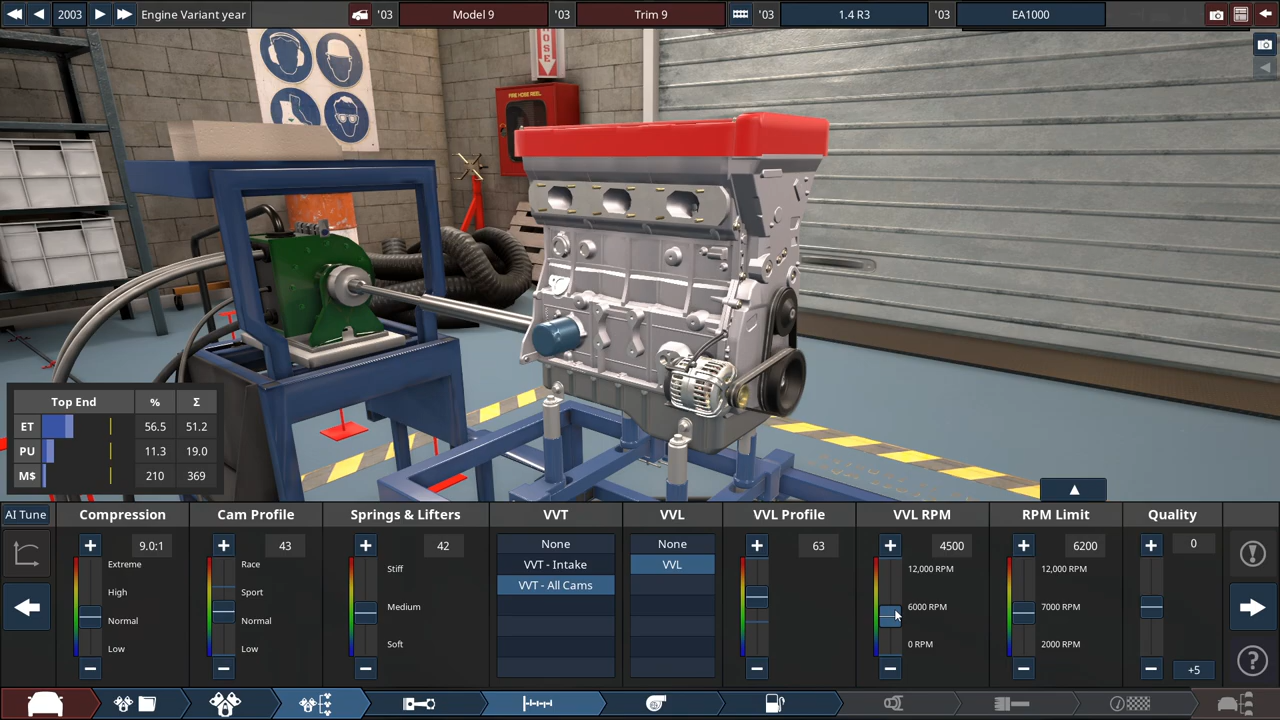 2003 Engine Variant year '03 Model 9 '03 Trim 9 '03 1.4 R3 '03 EA1000
HOSE
FIRE HOSE REEL
Top End % Σ
ET 56.5 51.2
PU 11.3 19.0
M$ 210 369
AI Tune Compression Cam Profile Springs & Lifters VVT VVL VVL Profile VVL RPM RPM Limit Quality
+ 9.0:1 + 43 + 42 None None + 63 + 4500 + 6200 + 0
Extreme Race Stiff VVT - Intake VVL 12,000 RPM 12,000 RPM
High Sport VVT - All Cams
Normal Normal Medium 6000 RPM 7000 RPM
Low Low Soft 0 RPM 2000 RPM
+5